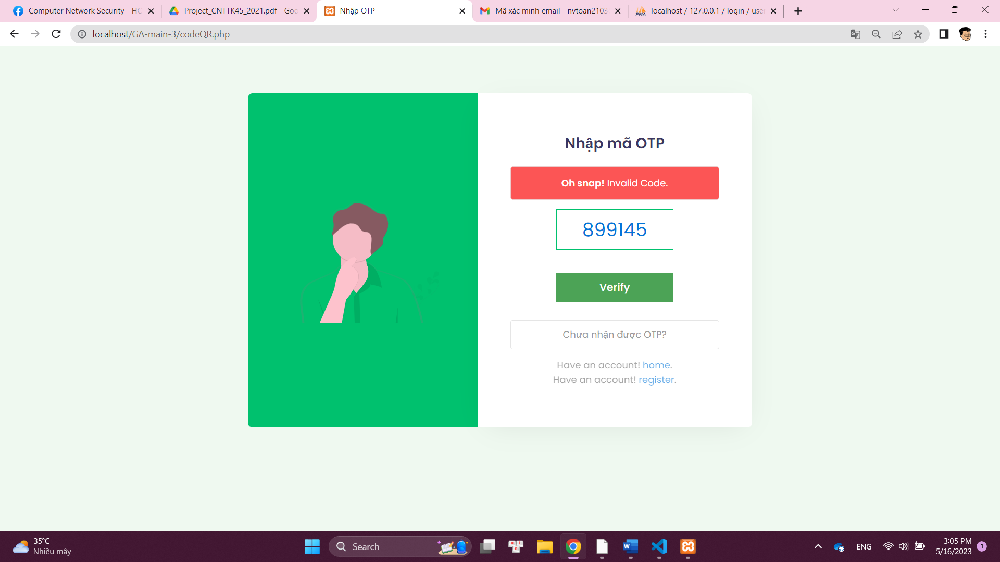 Computer Network Security - HC
Project_CNTTK45_2021.pdf - Goo
Nhập OTP
Mã xác minh email - nvtoan2103
localhost / 127.0.0.1 / login / use
localhost/GA-main-3/codeQR.php
Nhập mã OTP
Oh snap! Invalid Code.
899145
Verify
Chưa nhận được OTP?
Have an account! home.
Have an account! register.
35°C
Nhiều mây
Search
ENG
3:05 PM
5/16/2023
1